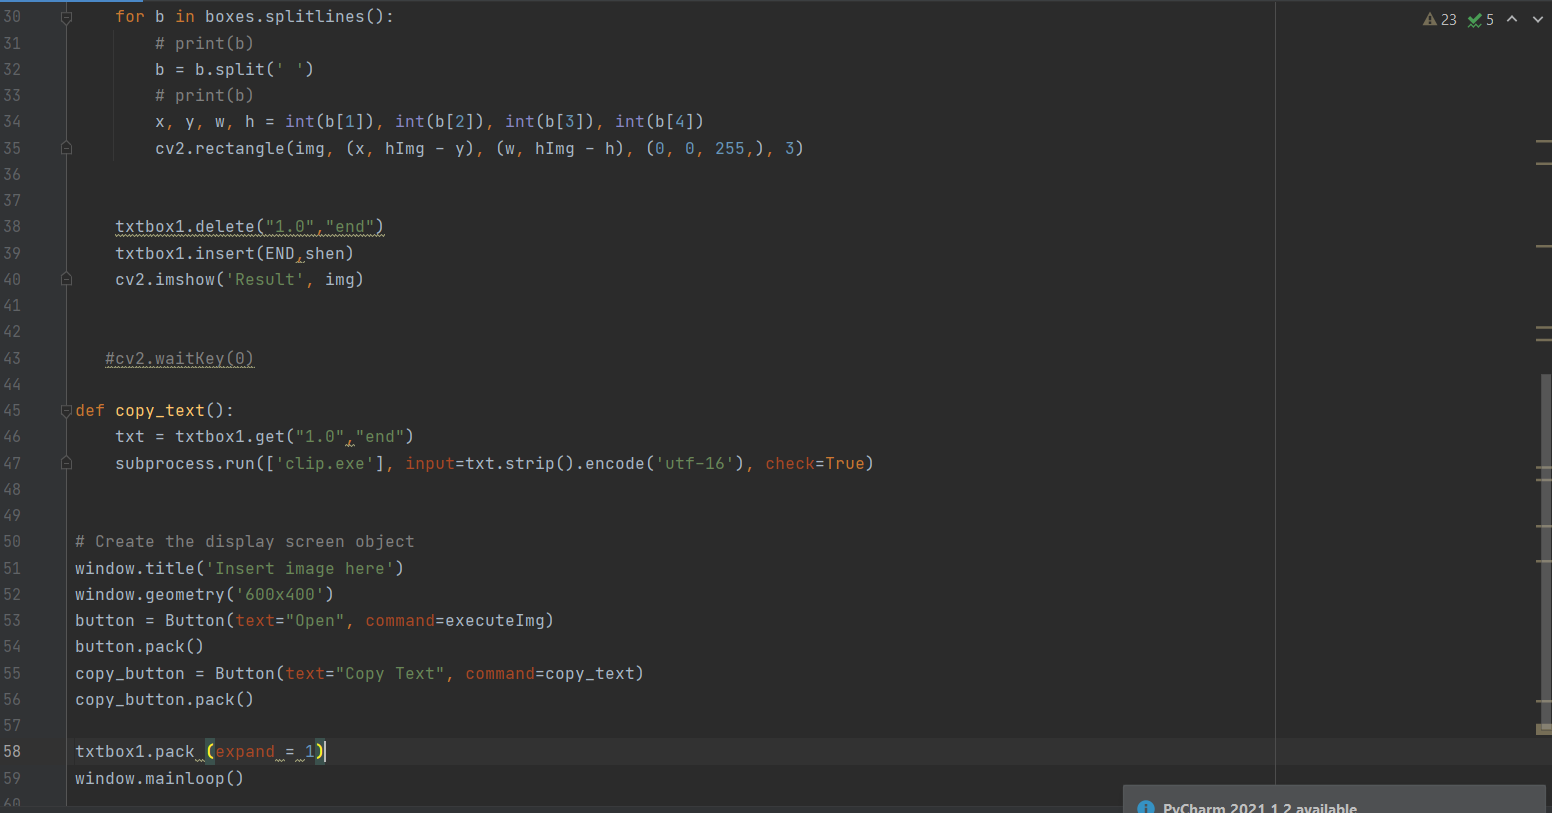 30 for b in boxes.splitlines():
31 # print(b)
32 b = b.split(' ')
33 # print(b)
34 x, y, w, h = int(b[1]), int(b[2]), int(b[3]), int(b[4])
35 cv2.rectangle(img, (x, hImg - y), (w, hImg - h), (0, 0, 255,), 3)
36
37
38 txtbox1.delete("1.0","end")
39 txtbox1.insert(END,shen)
40 cv2.imshow('Result', img)
41
42
43 #cv2.waitKey(0)
44
45 def copy_text():
46 txt = txtbox1.get("1.0","end")
47 subprocess.run(['clip.exe'], input=txt.strip().encode('utf-16'), check=True)
48
49
50 # Create the display screen object
51 window.title('Insert image here')
52 window.geometry('600x400')
53 button = Button(text="Open", command=executeImg)
54 button.pack()
55 copy_button = Button(text="Copy Text", command=copy_text)
56 copy_button.pack()
57
58 txtbox1.pack (expand = 1)
59 window.mainloop()
60
23 5
PyCharm 2021.1.2 available